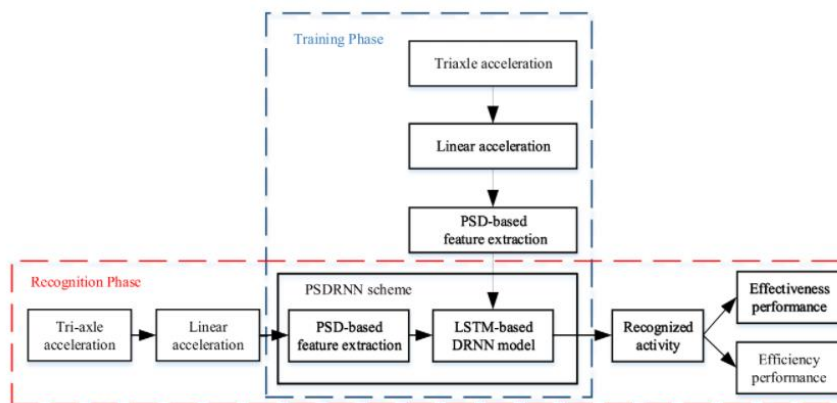 Training Phase
Triaxle acceleration
Linear acceleration
PSD-based
feature extraction
Recognition Phase
PSDRNN scheme
Tri-axle
acceleration
Linear
acceleration
PSD-based
feature extraction
LSTM-based
DRNN model
Recognized
activity
Effectiveness
performance
Efficiency
performance